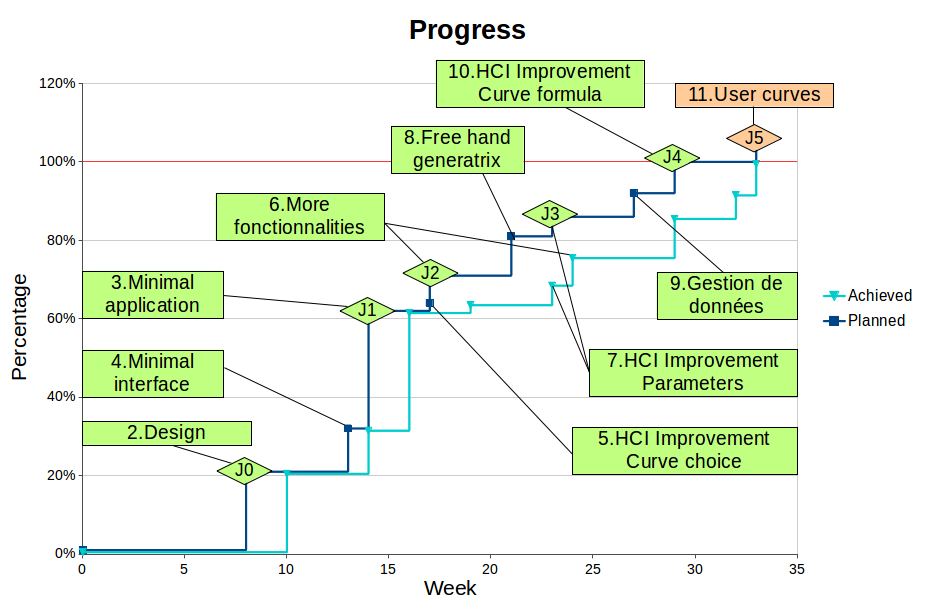 Progress
10.HCI Improvement
Curve formula
11.User curves
120%
8.Free hand
generatrix
J5
J4
100%
6.More
fonctionnalities
J3
80%
3.Minimal
application
J2
9.Gestion de
données
Achieved
Planned
J1
60%
4.Minimal
interface
7.HCI Improvement
Parameters
40%
2.Design
5.HCI Improvement
Curve choice
J0
20%
0%
0
5
10
15
20
25
30
35
Week
Percentage